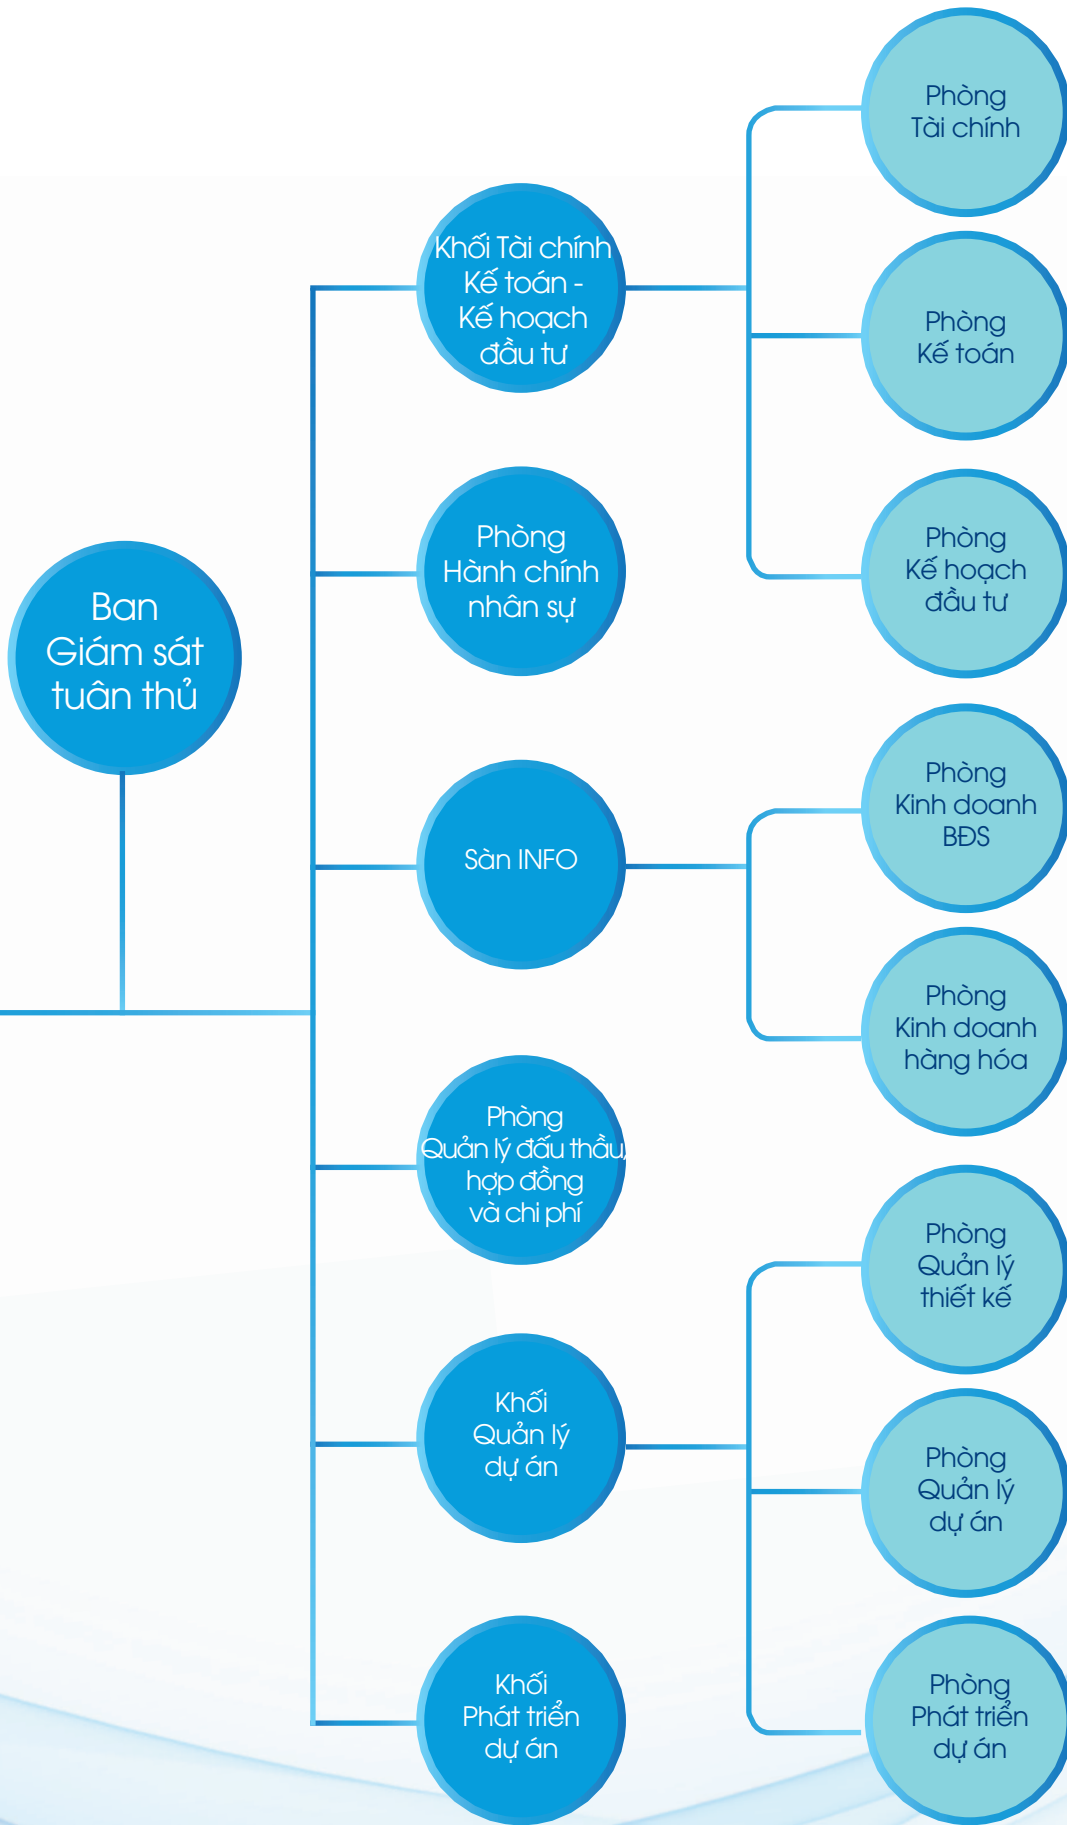 Ban
Giám sát
tuân thủ
Khối Tài chính
Kế toán -
Kế hoạch
đầu tư
Phòng
Hành chính
nhân sự
Sàn INFO
Phòng
Quản lý đấu thầu,
hợp đồng
và chi phí
Khối
Quản lý
dự án
Khối
Phát triển
dự án
Phòng
Tài chính
Phòng
Kế toán
Phòng
Kế hoạch
đầu tư
Phòng
Kinh doanh
BĐS
Phòng
Kinh doanh
hàng hóa
Phòng
Quản lý
thiết kế
Phòng
Quản lý
dự án
Phòng
Phát triển
dự án